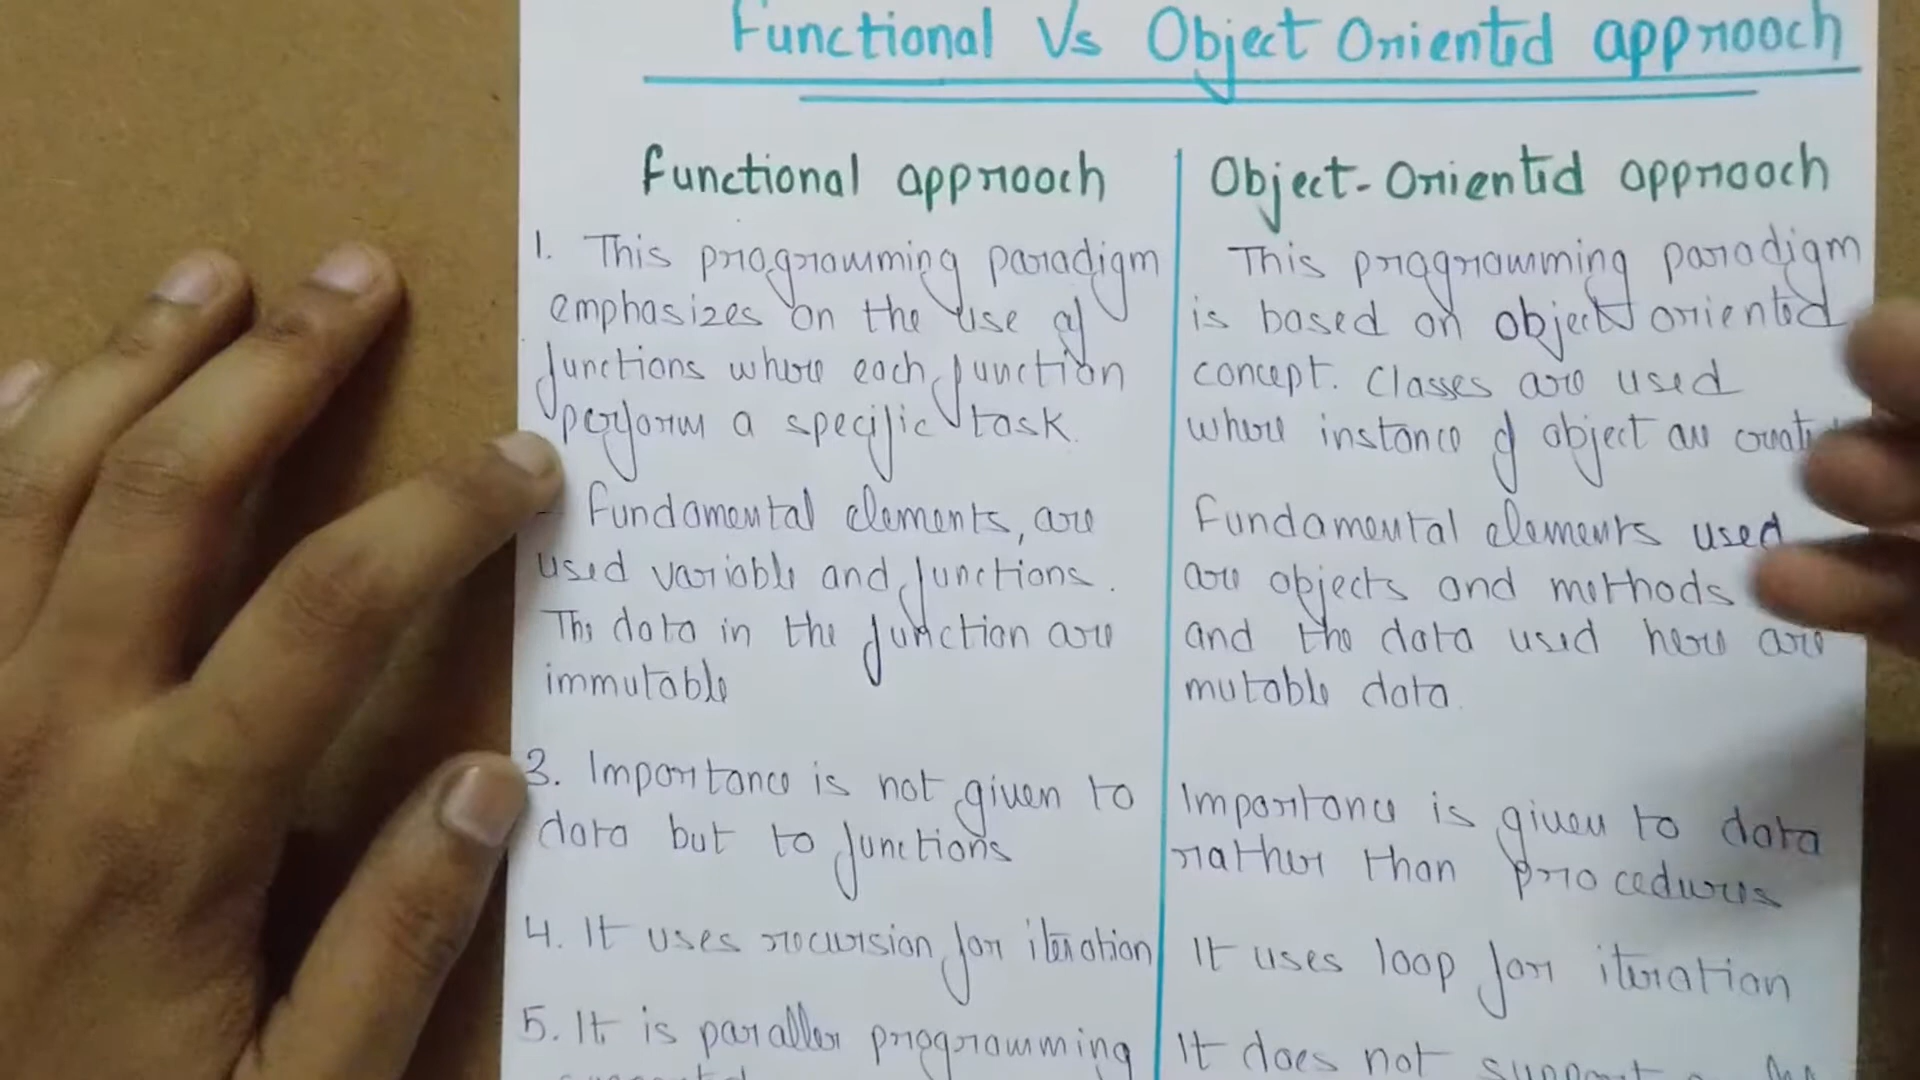 Functional Vs Object Oriented approach
Functional approach
1. This programming paradigm
emphasizes on the use of
functions where each function
perform a specific task.
Fundamental elements, are
used variable and functions.
The data in the function are
immutable
3. Importance is not given to
data but to functions
4. It uses recursion for iteration
5. It is paraller programming
Object-Oriented approach
This programming paradigm
is based on object oriented
concept. Classes are used
where instance of object are
Fundamental elements used
are objects and methods
and the data used here are
mutable data.
Importance is given to data
rather than procedures
It uses loop for iteration
It does not support